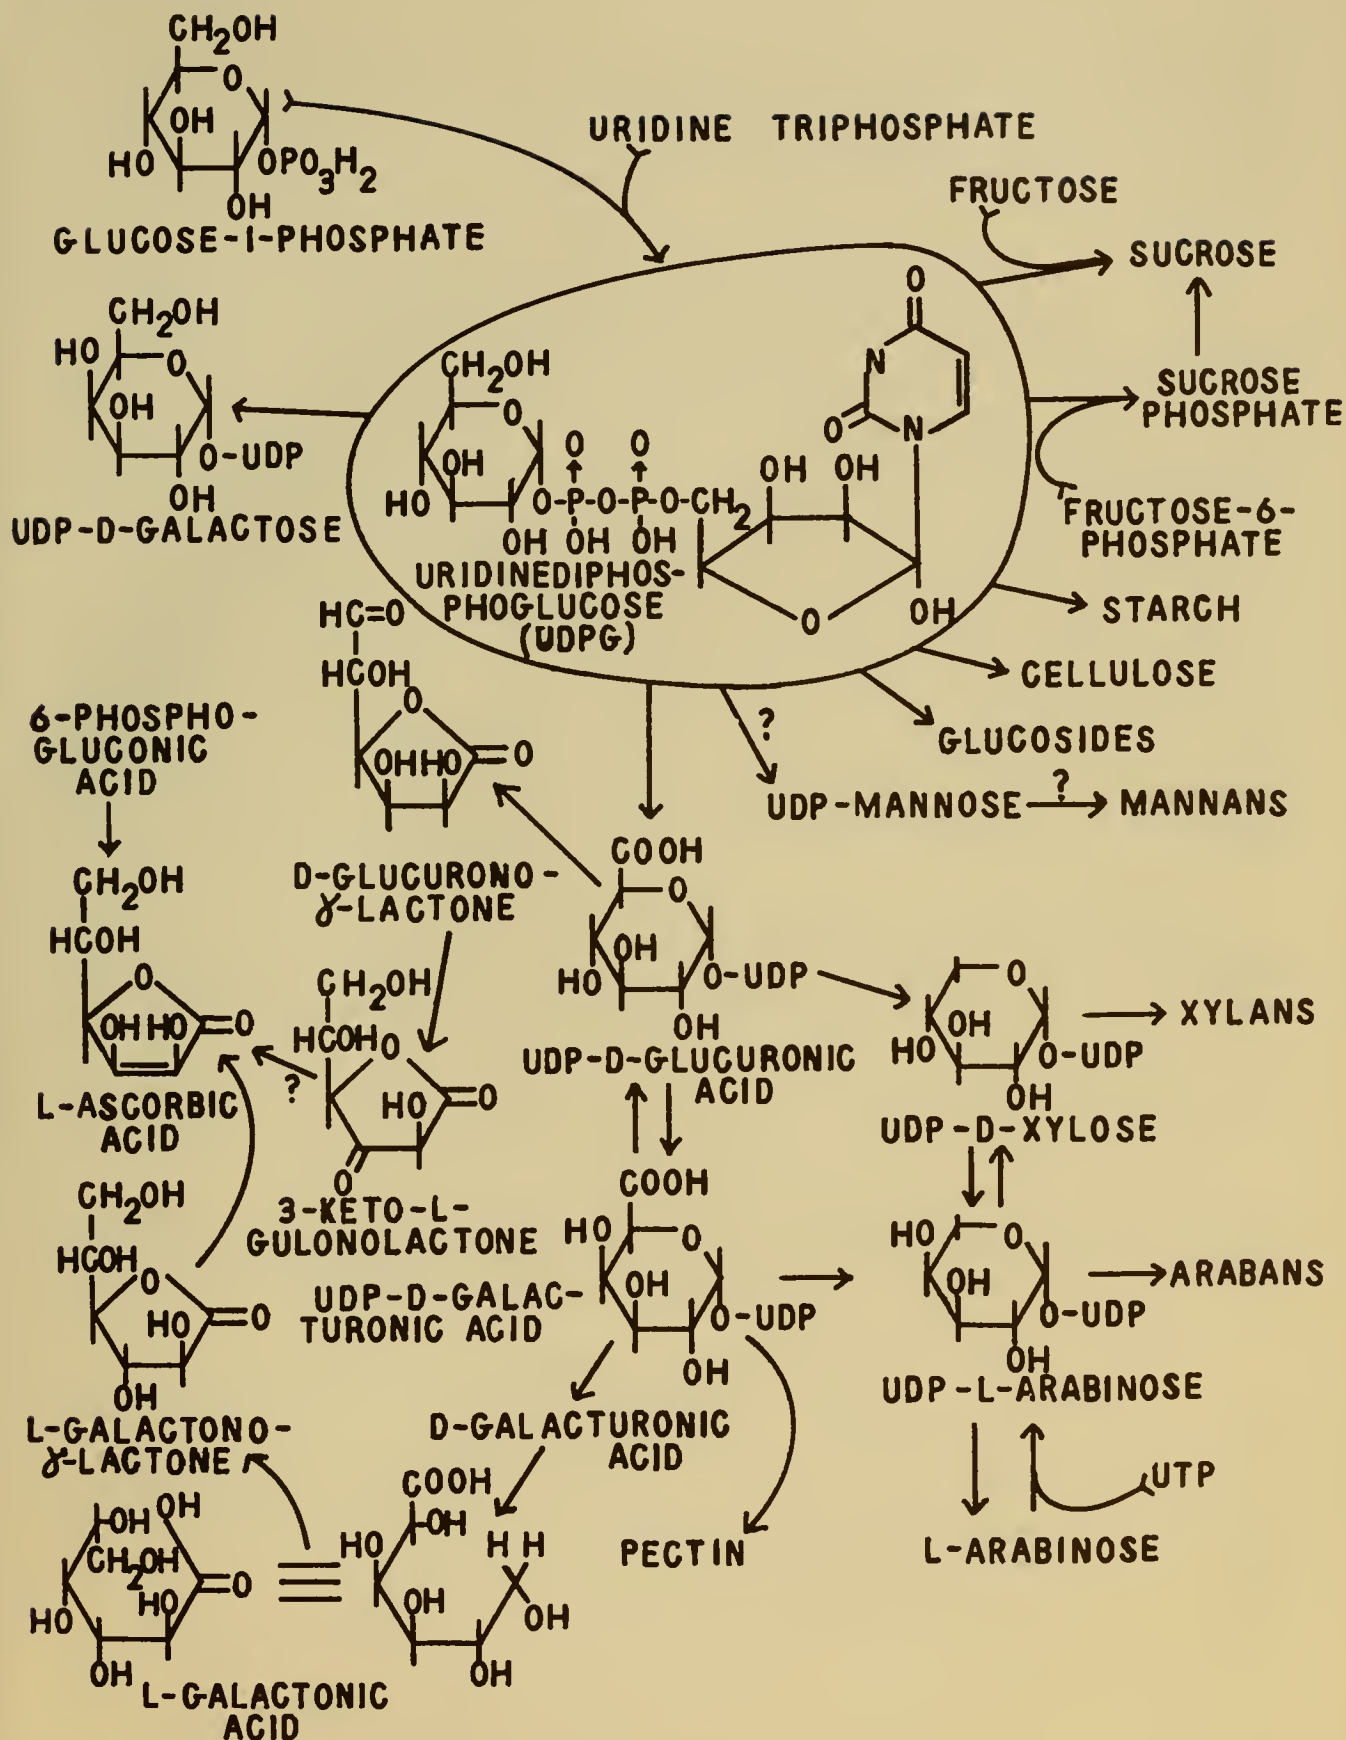 CH2OH
O
OH
HO
OPO3H2
OH
GLUCOSE-1-PHOSPHATE
URIDINE TRIPHOSPHATE
FRUCTOSE
SUCROSE
SUCROSE
PHOSPHATE
FRUCTOSE-6-
PHOSPHATE
STARCH
CELLULOSE
GLUCOSIDES
?
UDP-MANNOSE
?
MANNANS
CH2OH
HO
O
OH
O-UDP
OH
UDP-D-GALACTOSE
O
N
O
N
CH2OH
O
OH
HO
O
O
O-P-O-P-O-CH2
OH
OH
OH
OH
OH
O
OH
URIDINEDIPHOS-
PHOGLUCOSE
(UDPG)
HC=O
HCOH
O
OH
HO
=O
D-GLUCURONO-
γ-LACTONE
6-PHOSPHO-
GLUCONIC
ACID
CH2OH
HCOH
O
OH
HO
=O
L-ASCORBIC
ACID
?
CH2OH
HCOH
O
HO
=O
O
3-KETO-L-
GULONOLACTONE
COOH
O
OH
HO
O-UDP
OH
UDP-D-GLUCURONIC
ACID
O
OH
HO
O-UDP
OH
UDP-D-XYLOSE
XYLANS
CH2OH
HCOH
O
HO
=O
OH
L-GALACTONO-
γ-LACTONE
COOH
HO
O
OH
O-UDP
OH
UDP-D-GALAC-
TURONIC ACID
HO
O
OH
O-UDP
OH
UDP-L-ARABINOSE
ARABANS
UTP
L-ARABINOSE
D-GALACTURONIC
ACID
PECTIN
OH
OH
CH2OH
HO
=O
HO
OH
COOH
OH
HO
H H
OH
OH
OH
L-GALACTONIC
ACID